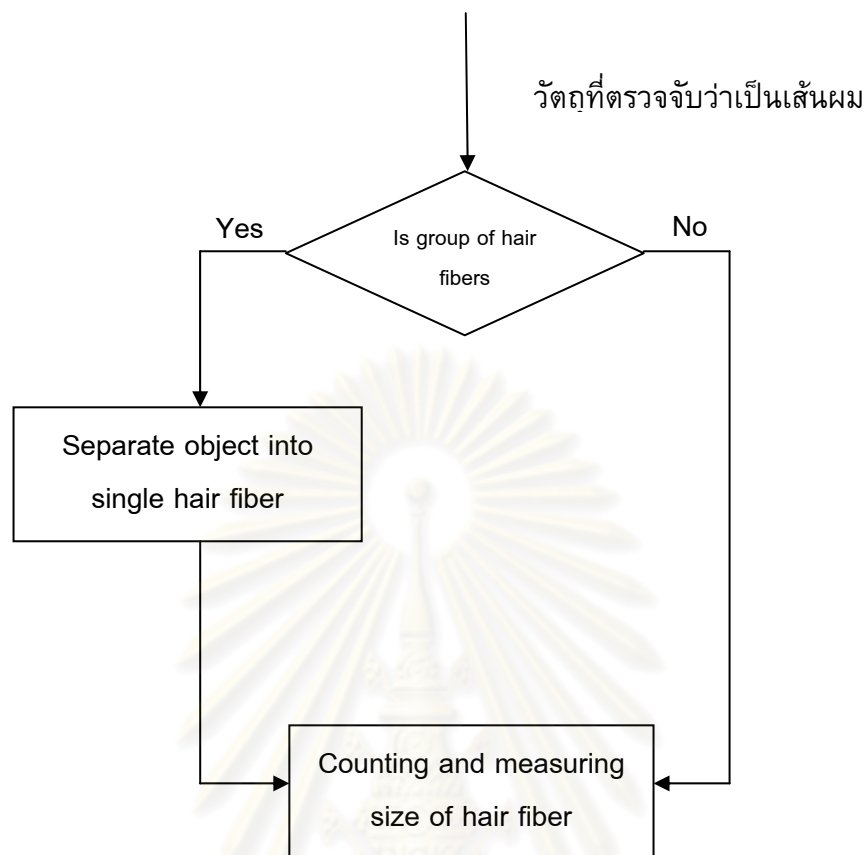 วัตถุที่ตรวจจับว่าเป็นเส้นผม
Yes
Is group of hair
fibers
No
Separate object into
single hair fiber
Counting and measuring
size of hair fiber